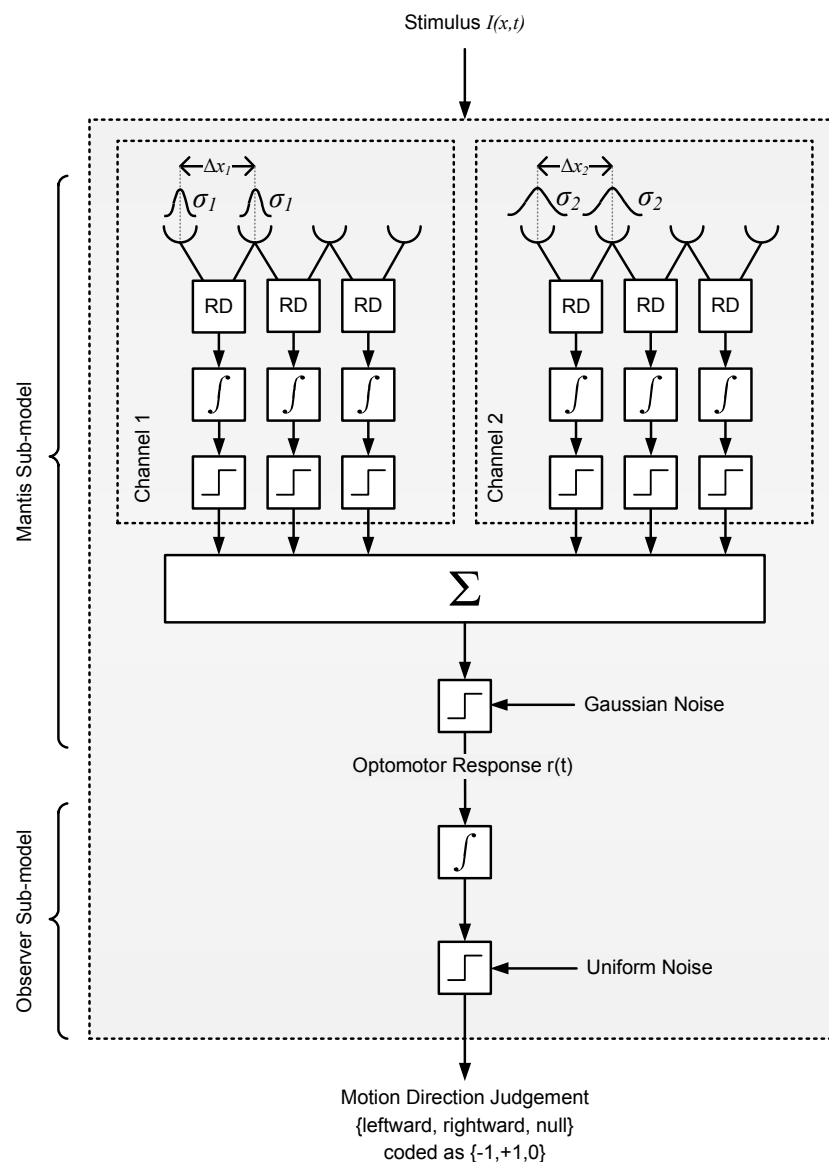 Stimulus I(x,t)
Δx1
σ1
σ1
RD
RD
RD
∫
∫
∫
Channel 1
Δx2
σ2
σ2
RD
RD
RD
∫
∫
∫
Channel 2
Σ
Gaussian Noise
Optomotor Response r(t)
∫
Uniform Noise
Mantis Sub-model
Observer Sub-model
Motion Direction Judgement
{leftward, rightward, null}
coded as {-1,+1,0}